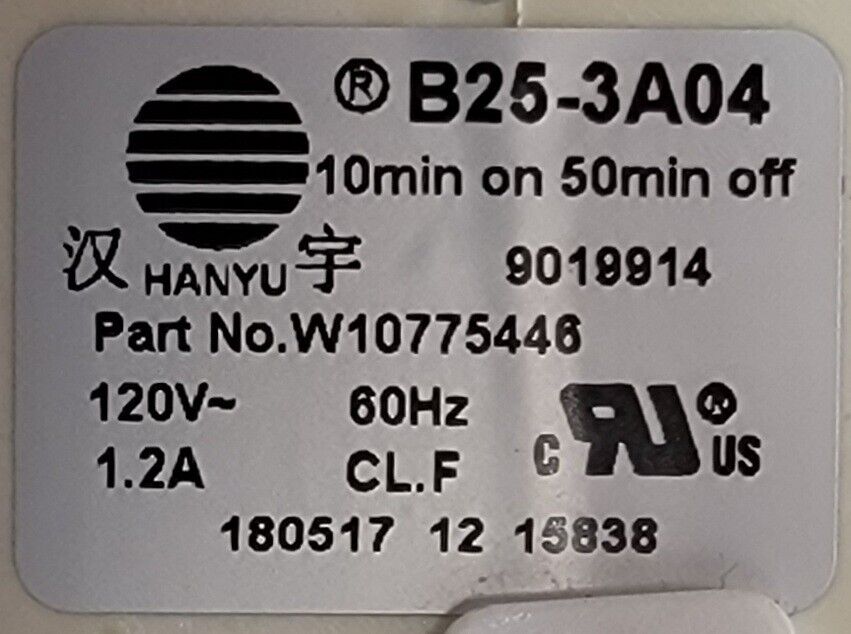 ® B25-3A04
10min on 50min off
汉 HANYU 宇 9019914
Part No.W10775446
120V~ 60Hz
1.2A CL.F
C RU ® US
180517 12 15838